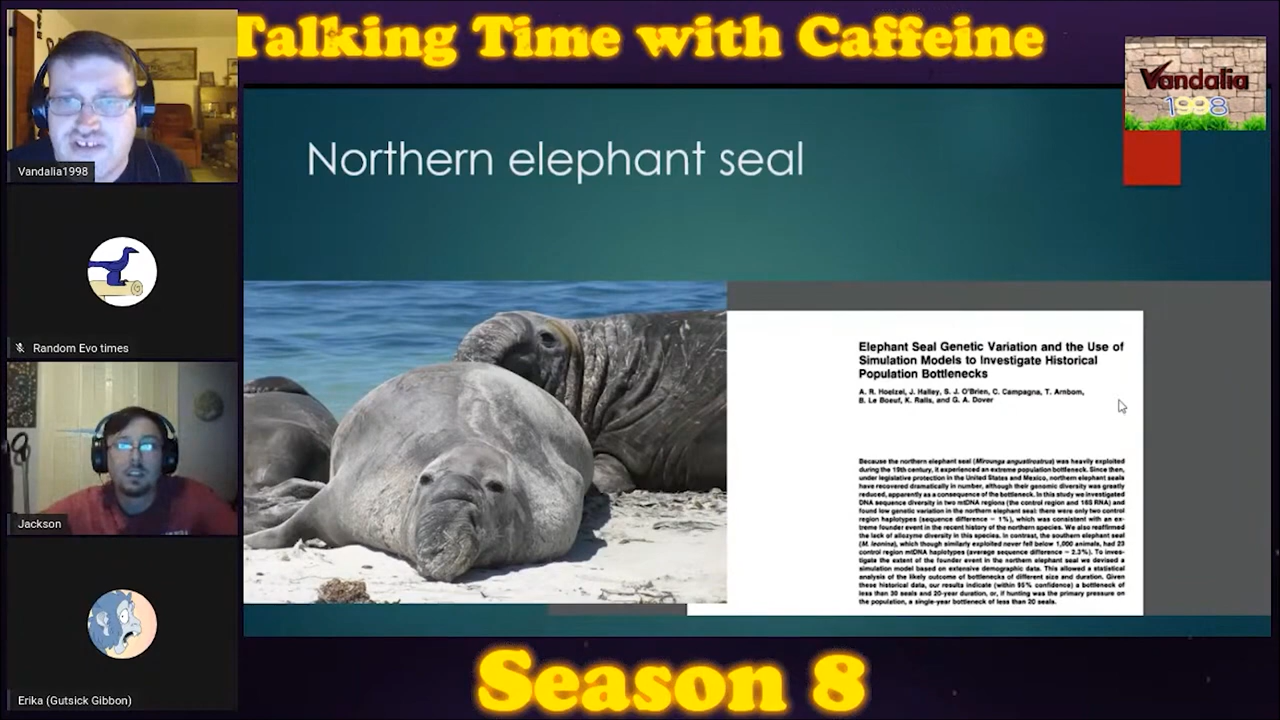 Talking Time with Caffeine
Vandalia
1998
Vandalia1998
Northern elephant seal
Random Evo times
Elephant Seal Genetic Variation and the Use of
Simulation Models to Investigate Historical
Population Bottlenecks
A. R. Hoelzel, J. Halley, S. J. O'Brien, C. Campagna, T. Arnbom,
B. Le Boeuf, K. Ralls, and G. A. Dover
Because the northern elephant seal (Mirounga angustirostrus) was heavily exploited
during the 19th century, it experienced an extreme population bottleneck. Since then,
under legislative protection in the United States and Mexico, northern elephant seals
have recovered dramatically in number, although their genomic diversity was greatly
reduced, apparently as a consequence of the bottleneck. In this study we investigated
DNA sequence diversity in two mtDNA regions (the control region and 16S RNA) and
found low genetic variation in the northern elephant seal: there were only two control
region haplotypes (sequence difference = 1%), which was consistent with an ex-
treme founder event in the recent history of the northern species. We also reaffirmed
the lack of allozyme diversity in this species. In contrast, the southern elephant seal
(M. leonina), which though similarly exploited never fell below 1,000 animals, had 23
control region mtDNA haplotypes (average sequence difference = 2.3%). To inves-
tigate the extent of the founder event in the northern elephant seal we devised a
simulation model based on extensive demographic data. This allowed a statistical
analysis of the likely outcome of bottlenecks of different size and duration. Given
these historical data, our results indicate (within 95% confidence) a bottleneck of
less than 30 seals and 20-year duration, or, if hunting was the primary pressure on
the population, a single-year bottleneck of less than 20 seals.
Jackson
Erika (Gutsick Gibbon)
Season 8